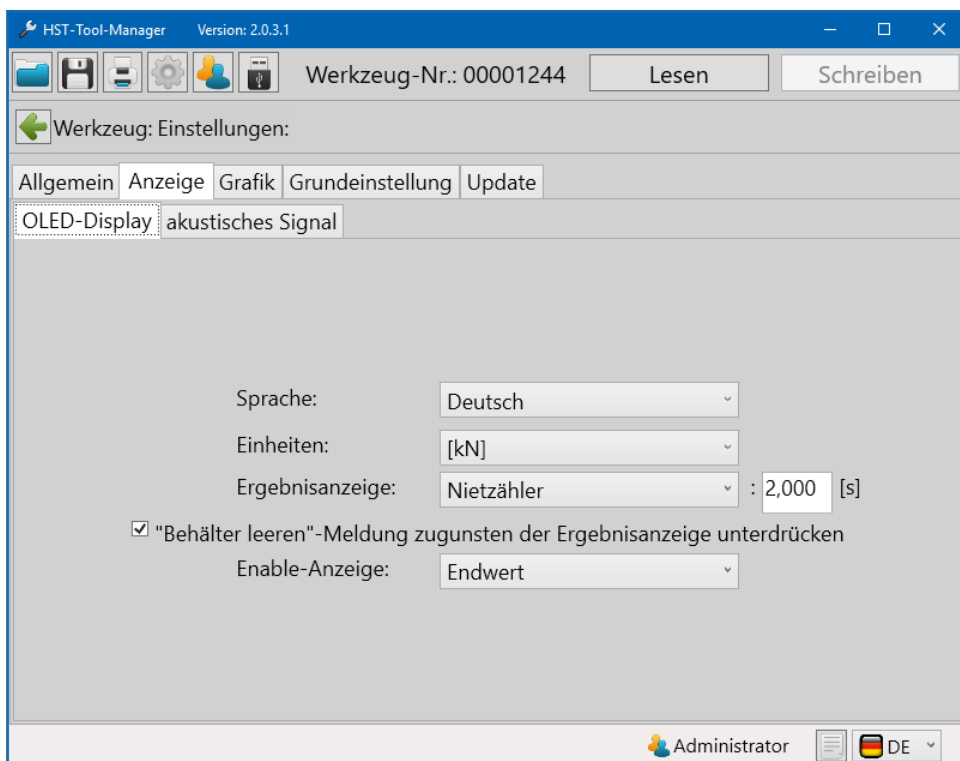 HST-Tool-Manager Version: 2.0.3.1
Werkzeug-Nr.: 00001244 Lesen Schreiben
Werkzeug: Einstellungen:
Allgemein Anzeige Grafik Grundeinstellung Update
OLED-Display akustisches Signal
Sprache: Deutsch
Einheiten: [kN]
Ergebnisanzeige: Nietzähler : 2,000 [s]
"Behälter leeren"-Meldung zugunsten der Ergebnisanzeige unterdrücken
Enable-Anzeige: Endwert
Administrator DE